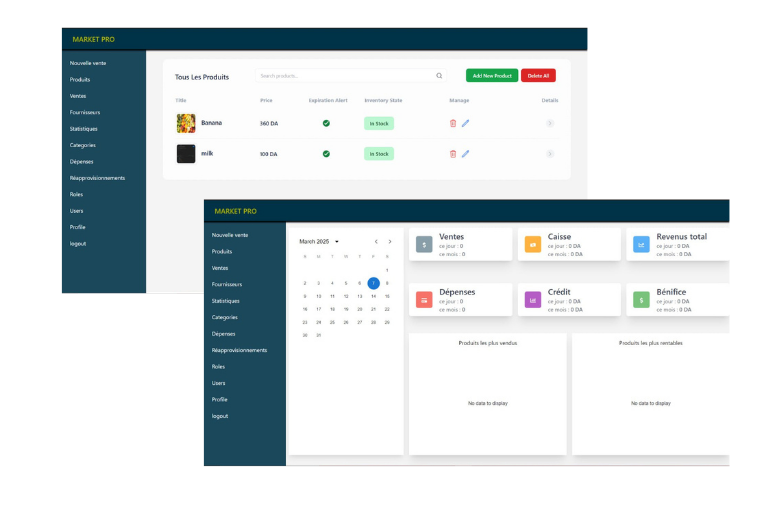 MARKET PRO
Nouvelle vente
Produits
Ventes
Fournisseurs
Statistiques
Categories
Dépenses
Réapprovisionnements
Roles
Users
Profile
logout
Tous Les Produits
Search products...
Add New Product
Delete All
Title Price Expiration Alert Inventory State Manage Details
Banana 360 DA In Stock
milk 100 DA In Stock
MARKET PRO
Nouvelle vente
Produits
Ventes
Fournisseurs
Statistiques
Categories
Dépenses
Réapprovisionnements
Roles
Users
Profile
logout
March 2025
S M T W T F S
1
2 3 4 5 6 7 8
9 10 11 12 13 14 15
16 17 18 19 20 21 22
23 24 25 26 27 28 29
30 31
Ventes
ce jour : 0
ce mois : 0
Caisse
ce jour : 0 DA
ce mois : 0 DA
Revenus total
ce jour : 0 DA
ce mois : 0 DA
Dépenses
ce jour : 0
ce mois : 0
Crédit
ce jour : 0 DA
ce mois : 0 DA
Bénifice
ce jour : 0 DA
ce mois : 0 DA
Produits les plus vendus
No data to display
Produits les plus rentables
No data to display